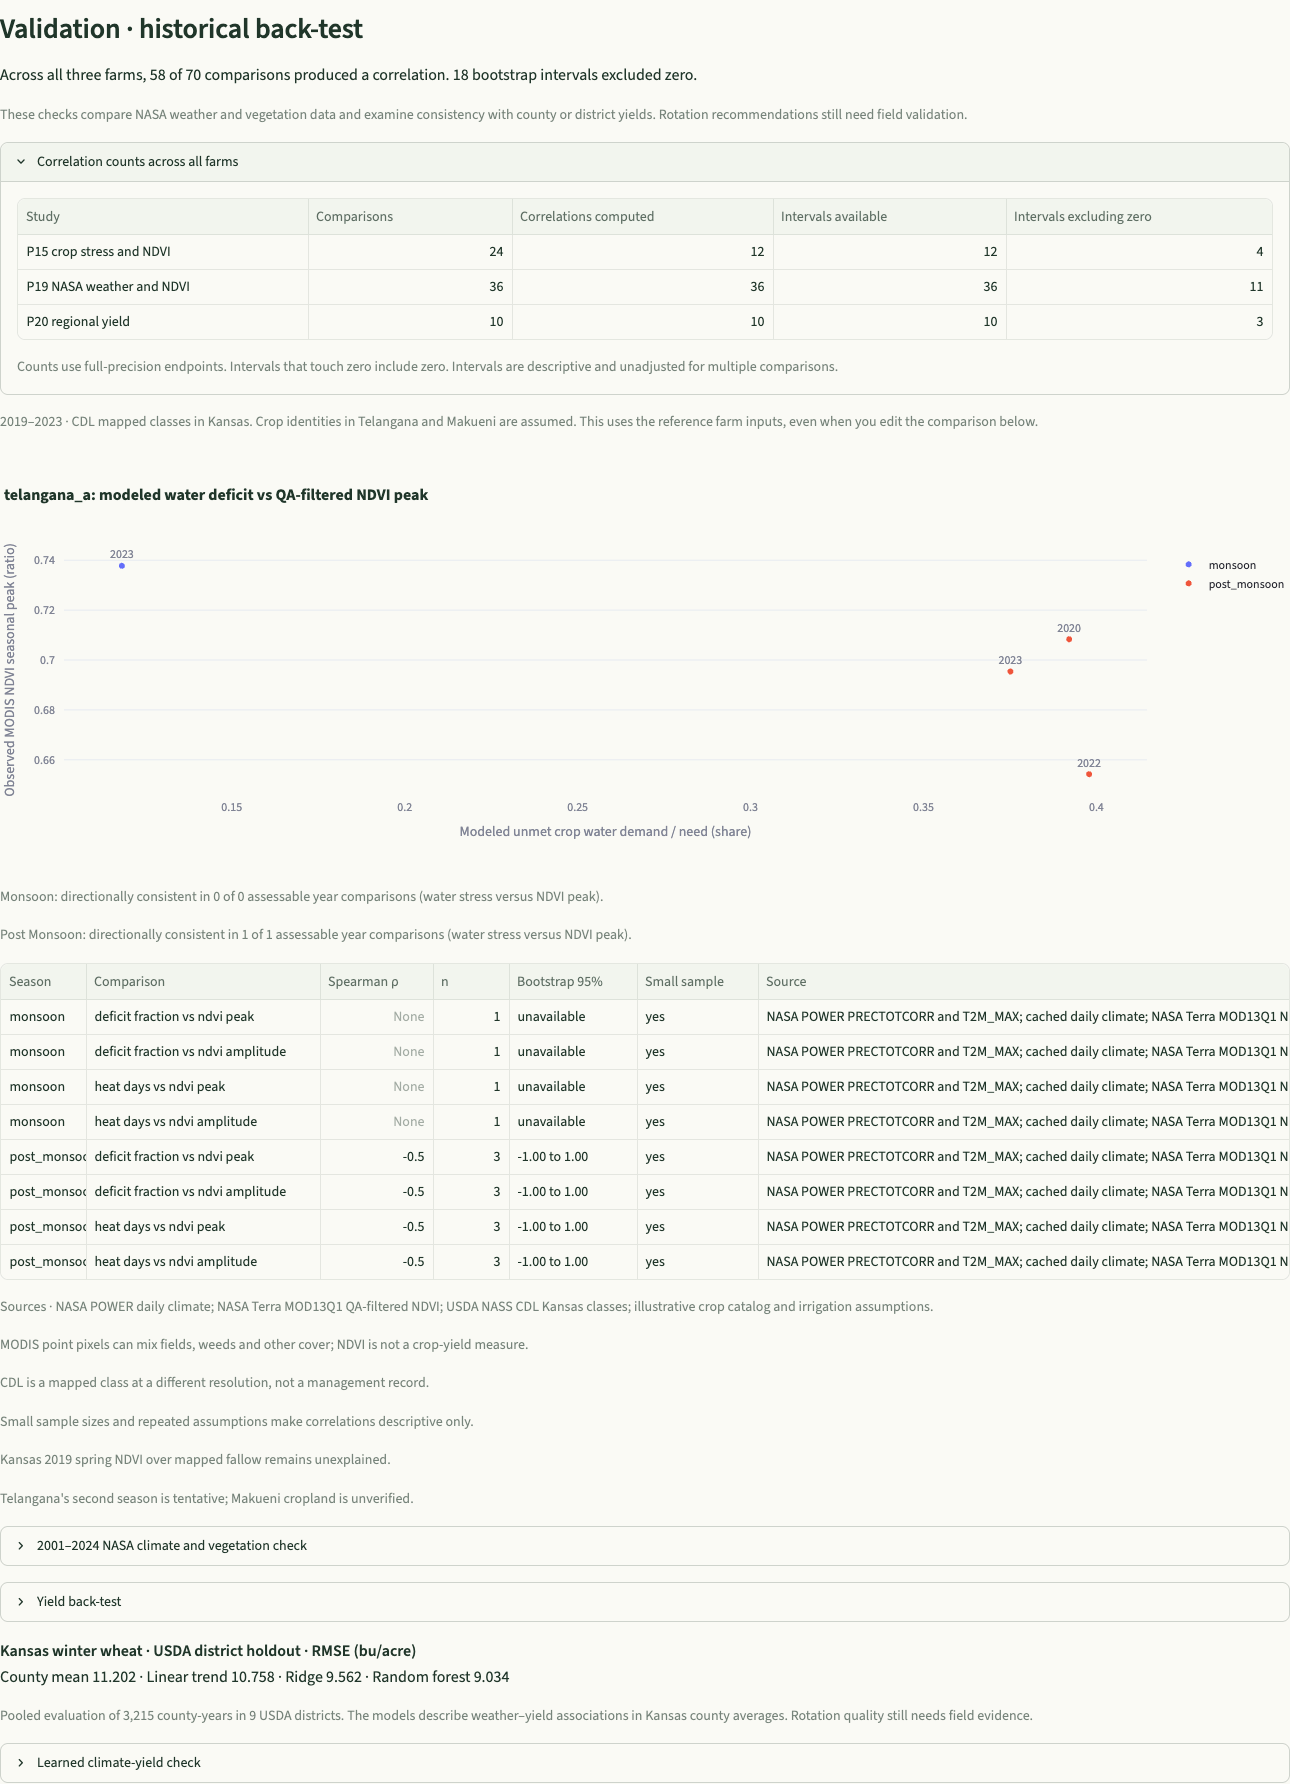 Validation · historical back-test
Across all three farms, 58 of 70 comparisons produced a correlation. 18 bootstrap intervals excluded zero.
These checks compare NASA weather and vegetation data and examine consistency with county or district yields. Rotation recommendations still need field validation.
Correlation counts across all farms
Study Comparisons Correlations computed Intervals available Intervals excluding zero
P15 crop stress and NDVI 24 12 12 4
P19 NASA weather and NDVI 36 36 36 11
P20 regional yield 10 10 10 3
Counts use full-precision endpoints. Intervals that touch zero include zero. Intervals are descriptive and unadjusted for multiple comparisons.
2019–2023 · CDL mapped classes in Kansas. Crop identities in Telangana and Makueni are assumed. This uses the reference farm inputs, even when you edit the comparison below.
telangana_a: modeled water deficit vs QA-filtered NDVI peak
Observed MODIS NDVI seasonal peak (ratio)
0.74
0.72
0.7
0.68
0.66
2023
2020
2023
2022
monsoon
post_monsoon
0.15 0.2 0.25 0.3 0.35 0.4
Modeled unmet crop water demand / need (share)
Monsoon: directionally consistent in 0 of 0 assessable year comparisons (water stress versus NDVI peak).
Post Monsoon: directionally consistent in 1 of 1 assessable year comparisons (water stress versus NDVI peak).
Season Comparison Spearman ρ n Bootstrap 95% Small sample Source
monsoon deficit fraction vs ndvi peak None 1 unavailable yes NASA POWER PRECTOTCORR and T2M_MAX; cached daily climate; NASA Terra MOD13Q1 N
monsoon deficit fraction vs ndvi amplitude None 1 unavailable yes NASA POWER PRECTOTCORR and T2M_MAX; cached daily climate; NASA Terra MOD13Q1 N
monsoon heat days vs ndvi peak None 1 unavailable yes NASA POWER PRECTOTCORR and T2M_MAX; cached daily climate; NASA Terra MOD13Q1 N
monsoon heat days vs ndvi amplitude None 1 unavailable yes NASA POWER PRECTOTCORR and T2M_MAX; cached daily climate; NASA Terra MOD13Q1 N
post_monsoo deficit fraction vs ndvi peak -0.5 3 -1.00 to 1.00 yes NASA POWER PRECTOTCORR and T2M_MAX; cached daily climate; NASA Terra MOD13Q1 N
post_monsoo deficit fraction vs ndvi amplitude -0.5 3 -1.00 to 1.00 yes NASA POWER PRECTOTCORR and T2M_MAX; cached daily climate; NASA Terra MOD13Q1 N
post_monsoo heat days vs ndvi peak -0.5 3 -1.00 to 1.00 yes NASA POWER PRECTOTCORR and T2M_MAX; cached daily climate; NASA Terra MOD13Q1 N
post_monsoo heat days vs ndvi amplitude -0.5 3 -1.00 to 1.00 yes NASA POWER PRECTOTCORR and T2M_MAX; cached daily climate; NASA Terra MOD13Q1 N
Sources · NASA POWER daily climate; NASA Terra MOD13Q1 QA-filtered NDVI; USDA NASS CDL Kansas classes; illustrative crop catalog and irrigation assumptions.
MODIS point pixels can mix fields, weeds and other cover; NDVI is not a crop-yield measure.
CDL is a mapped class at a different resolution, not a management record.
Small sample sizes and repeated assumptions make correlations descriptive only.
Kansas 2019 spring NDVI over mapped fallow remains unexplained.
Telangana's second season is tentative; Makueni cropland is unverified.
2001–2024 NASA climate and vegetation check
Yield back-test
Kansas winter wheat · USDA district holdout · RMSE (bu/acre)
County mean 11.202 · Linear trend 10.758 · Ridge 9.562 · Random forest 9.034
Pooled evaluation of 3,215 county-years in 9 USDA districts. The models describe weather–yield associations in Kansas county averages. Rotation quality still needs field evidence.
Learned climate-yield check